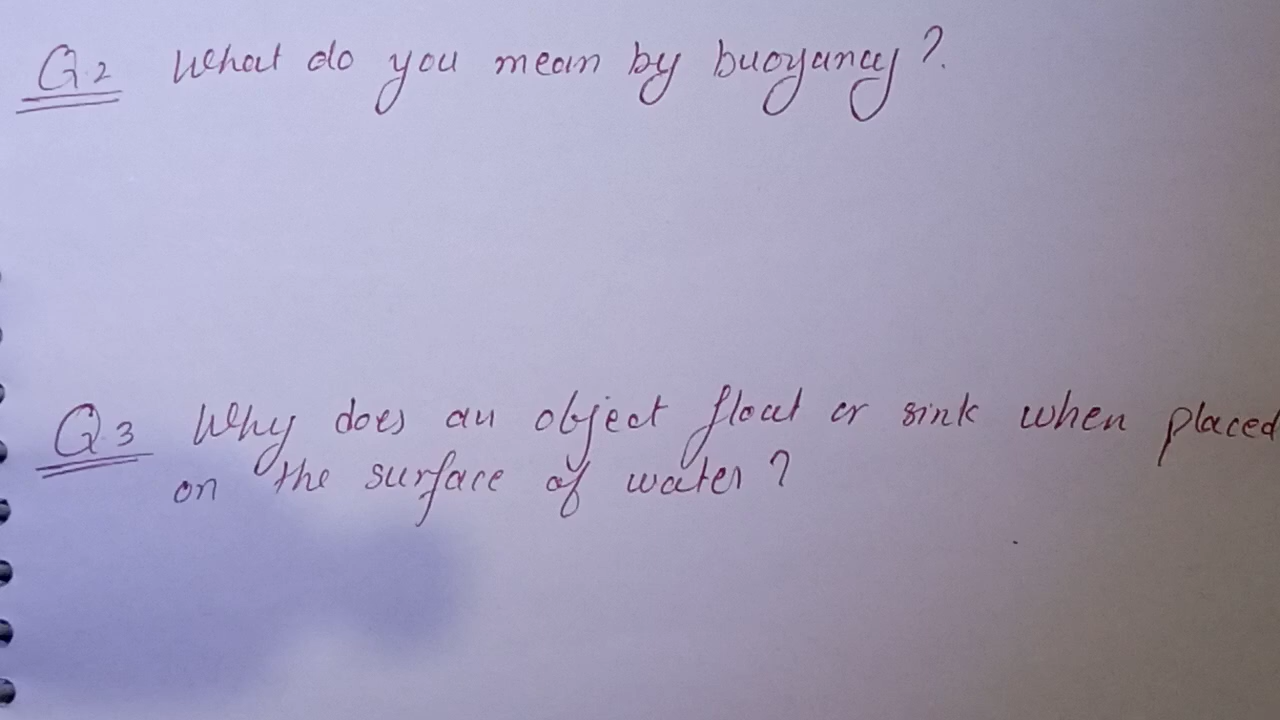 Q.2 What do you mean by buoyancy?
Q.3 Why does an object float or sink when placed
on the surface of water?